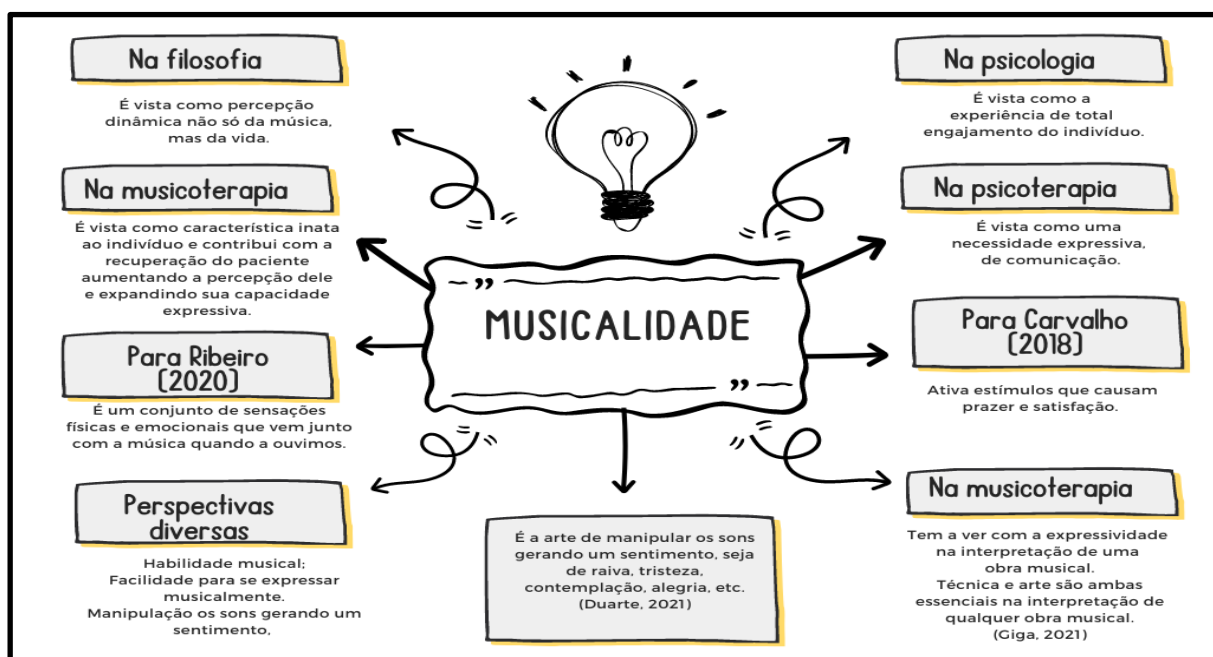 Na filosofia
É vista como percepção
dinâmica não só da música,
mas da vida.
Na musicoterapia
É vista como característica inata
ao indivíduo e contribui com a
recuperação do paciente
aumentando a percepção dele
e expandindo sua capacidade
expressiva.
Para Ribeiro
(2020)
É um conjunto de sensações
físicas e emocionais que vem junto
com a música quando a ouvimos.
Perspectivas
diversas
Habilidade musical;
Facilidade para se expressar
musicalmente.
Manipulação os sons gerando um
sentimento,
MUSICALIDADE
É a arte de manipular os sons
gerando um sentimento, seja
de raiva, tristeza,
contemplação, alegria, etc.
(Duarte, 2021)
Na psicologia
É vista como a
experiência de total
engajamento do indivíduo.
Na psicoterapia
É vista como uma
necessidade expressiva,
de comunicação.
Para Carvalho
(2018)
Ativa estímulos que causam
prazer e satisfação.
Na musicoterapia
Tem a ver com a expressividade
na interpretação de uma
obra musical.
Técnica e arte são ambas
essenciais na interpretação de
qualquer obra musical.
(Giga, 2021)